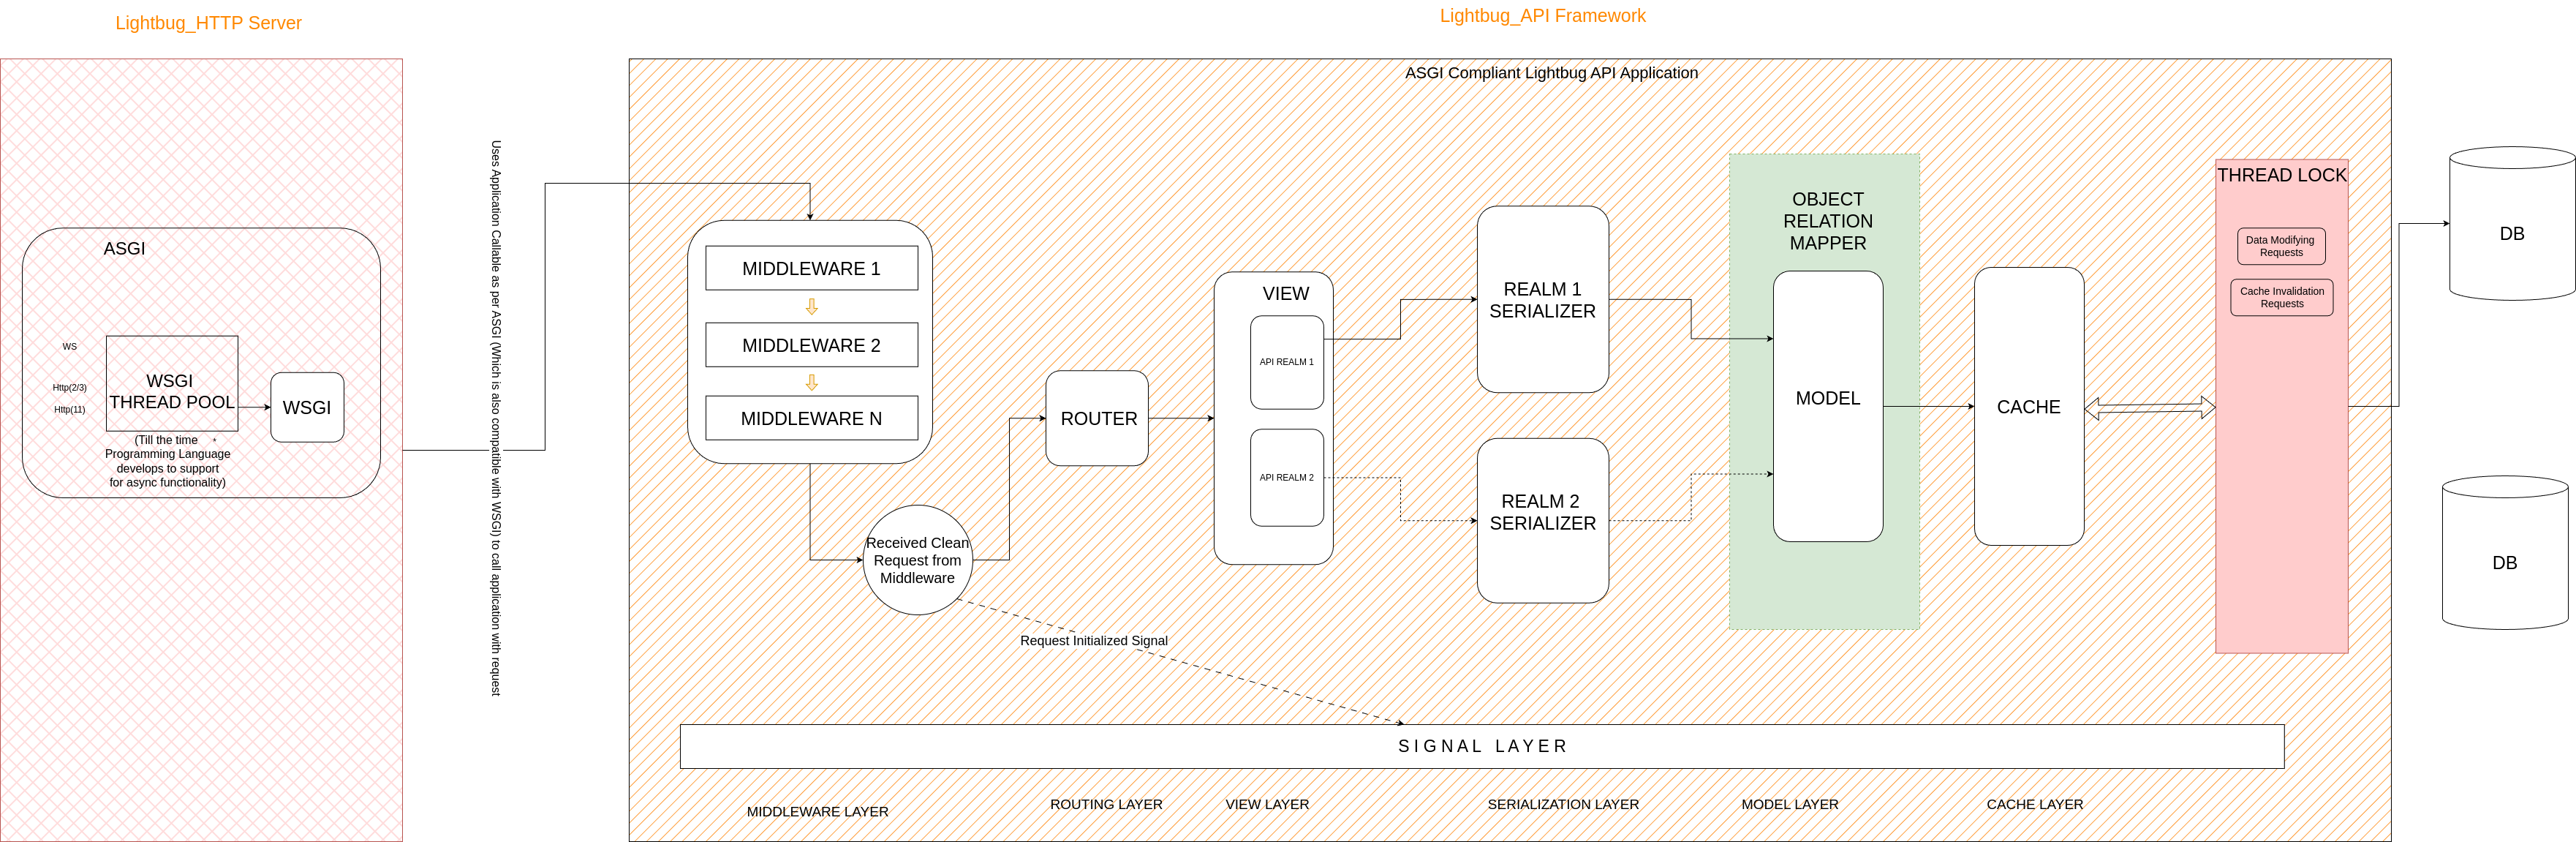 Lightbug_HTTP Server
Lightbug_API Framework
ASGI Compliant Lightbug API Application
ASGI
WS
Http(2/3)
Http(11)
WSGI
THREAD POOL
WSGI
(Till the time *
Programming Language
develops to support
for async functionality)
Uses Application Callable as per ASGI (Which is also compatible with WSGI) to call application with request
MIDDLEWARE 1
MIDDLEWARE 2
MIDDLEWARE N
Received Clean
Request from
Middleware
Request Initialized Signal
ROUTER
VIEW
API REALM 1
API REALM 2
REALM 1
SERIALIZER
REALM 2
SERIALIZER
OBJECT
RELATION
MAPPER
MODEL
CACHE
THREAD LOCK
Data Modifying
Requests
Cache Invalidation
Requests
DB
DB
SIGNAL LAYER
MIDDLEWARE LAYER
ROUTING LAYER
VIEW LAYER
SERIALIZATION LAYER
MODEL LAYER
CACHE LAYER